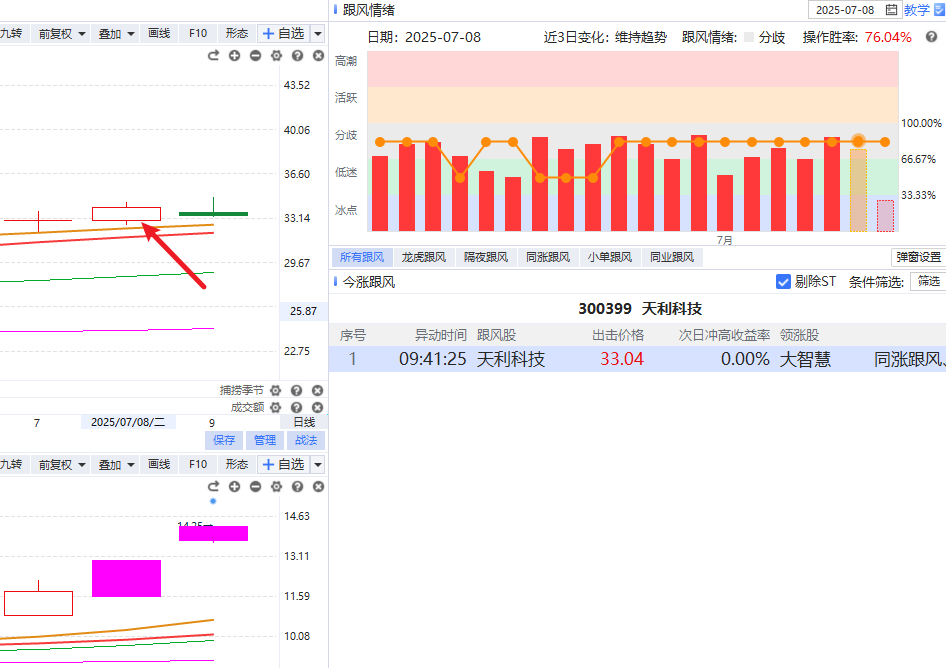 跟风情绪
2025-07-08
教学
九转 前复权 叠加 画线 F10 形态 自选
日期: 2025-07-08 近3日变化: 维持趋势 跟风情绪: 分歧 操作胜率: 76.04%
高潮
活跃
分歧
低迷
冰点
100.00%
66.67%
33.33%
7月
43.52
40.06
36.60
33.14
29.67
25.87
22.75
捕捞季节
成交额
7 2025/07/08/二 9 日线
保存 管理 战法
所有跟风 龙虎跟风 隔夜跟风 同涨跟风 小单跟风 同业跟风 弹窗设置
今涨跟风 剔除ST 条件筛选: 筛选
300399 天利科技
序号 异动时间 跟风股 出击价格 次日冲高收益率 领涨股
1 09:41:25 天利科技 33.04 0.00% 大智慧 同涨跟风、
九转 前复权 叠加 画线 F10 形态 自选
14.63
13.11
11.59
10.08